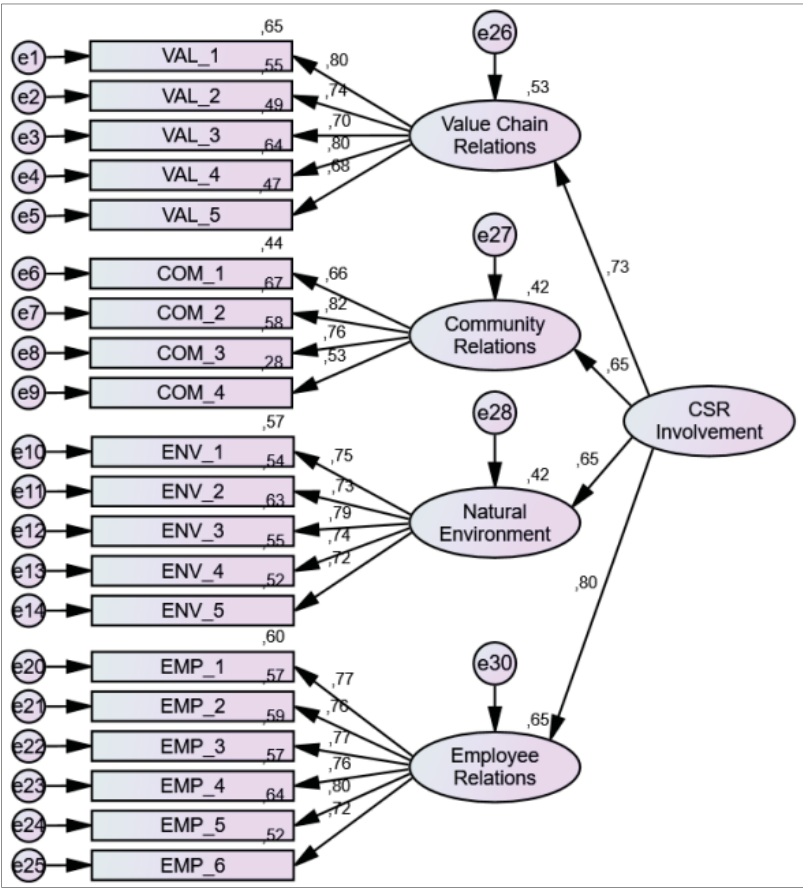 ,65
e1 VAL_1 ,80
,55
e2 VAL_2 ,74
,49
e3 VAL_3 ,70
,64
e4 VAL_4 ,80
,47
e5 VAL_5 ,68
e26
,53
Value Chain
Relations
,44
e6 COM_1 ,66
,67
e7 COM_2 ,82
,58
e8 COM_3 ,76
,28
e9 COM_4 ,53
e27
,42
Community
Relations
,57
e10 ENV_1 ,75
,54
e11 ENV_2 ,73
,63
e12 ENV_3 ,79
,55
e13 ENV_4 ,74
,52
e14 ENV_5 ,72
e28
,42
Natural
Environment
,60
e20 EMP_1 ,77
,57
e21 EMP_2 ,76
,59
e22 EMP_3 ,77
,57
e23 EMP_4 ,76
,64
e24 EMP_5 ,80
,52
e25 EMP_6 ,72
e30
,65
Employee
Relations
,73
,65
,65
,80
CSR
Involvement